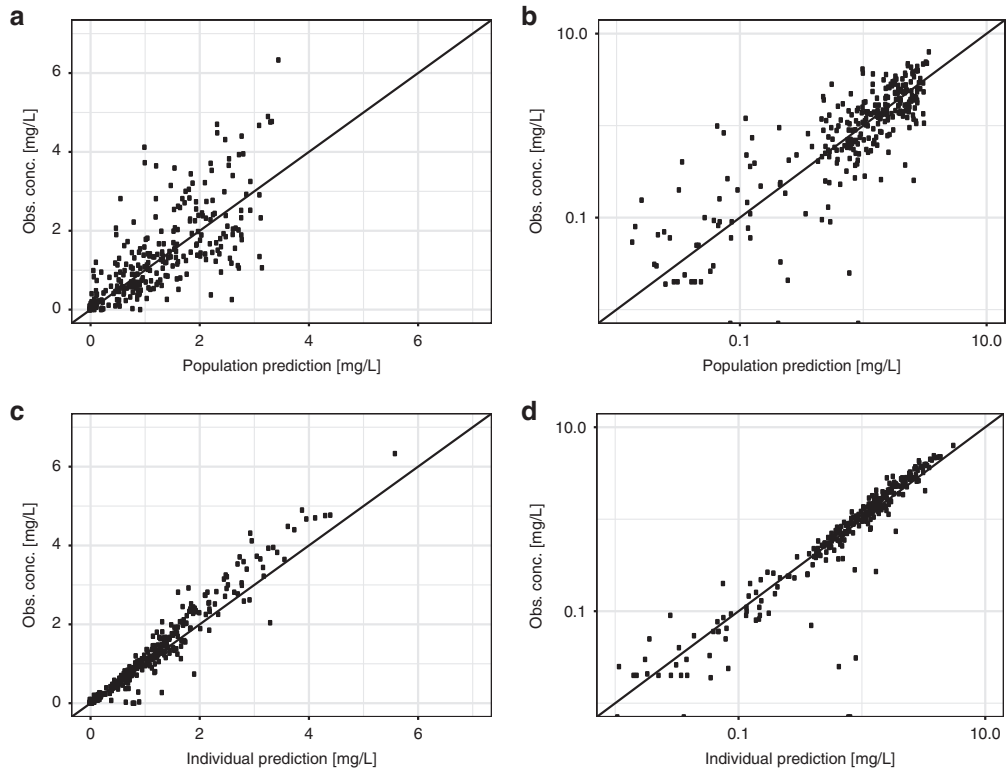 a
Obs. conc. [mg/L]
6
4
2
0
0 2 4 6
Population prediction [mg/L]
b
Obs. conc. [mg/L]
10.0
0.1
0.1 10.0
Population prediction [mg/L]
c
Obs. conc. [mg/L]
6
4
2
0
0 2 4 6
Individual prediction [mg/L]
d
Obs. conc. [mg/L]
10.0
0.1
0.1 10.0
Individual prediction [mg/L]